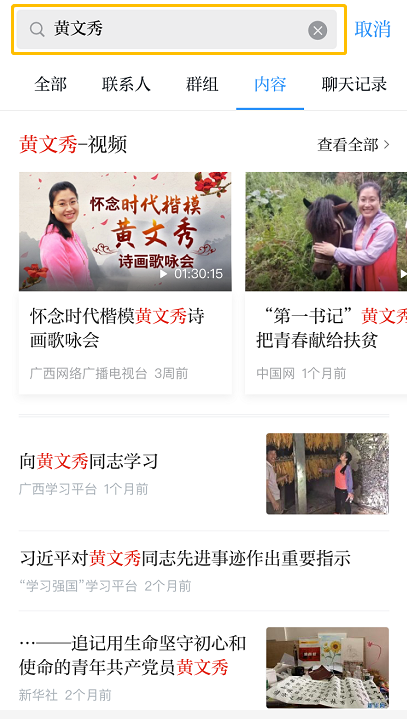 黄文秀
取消
全部
联系人
群组
内容
聊天记录
黄文秀-视频
查看全部
怀念时代楷模
黄文秀
诗画歌咏会
01:30:15
怀念时代楷模黄文秀诗
画歌咏会
广西网络广播电视台 3周前
“第一书记”黄文秀
把青春献给扶贫
中国网 1个月前
向黄文秀同志学习
广西学习平台 1个月前
习近平对黄文秀同志先进事迹作出重要指示
“学习强国”学习平台 2个月前
…——追记用生命坚守初心和
使命的青年共产党员黄文秀
新华社 2个月前